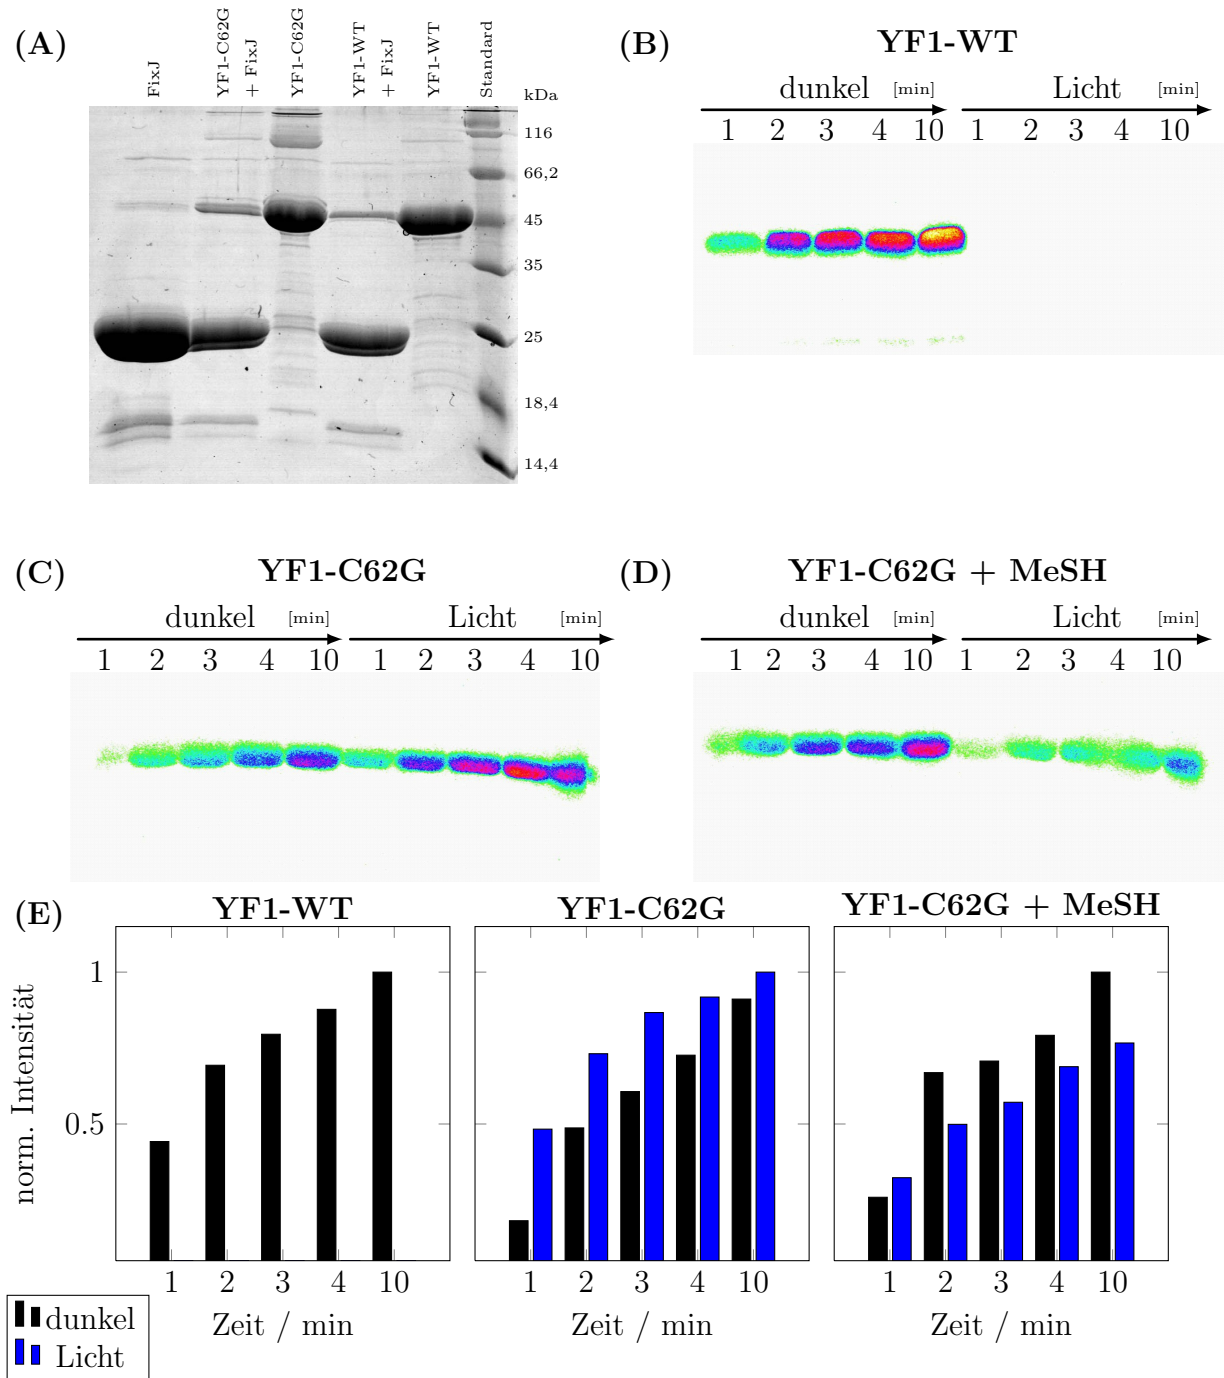 (A)
FixJ
YF1-C62G
+ FixJ
YF1-C62G
YF1-WT
+ FixJ
YF1-WT
Standard
kDa
116
66,2
45
35
25
18,4
14,4
(B)
YF1-WT
dunkel [min] Licht [min]
1 2 3 4 10 1 2 3 4 10
(C)
YF1-C62G
dunkel [min] Licht [min]
1 2 3 4 10 1 2 3 4 10
(D)
YF1-C62G + MeSH
dunkel [min] Licht [min]
1 2 3 4 10 1 2 3 4 10
(E)
YF1-WT
YF1-C62G
YF1-C62G + MeSH
norm. Intensität
1
0.5
1 2 3 4 10
Zeit / min
1 2 3 4 10
Zeit / min
1 2 3 4 10
Zeit / min
dunkel
Licht